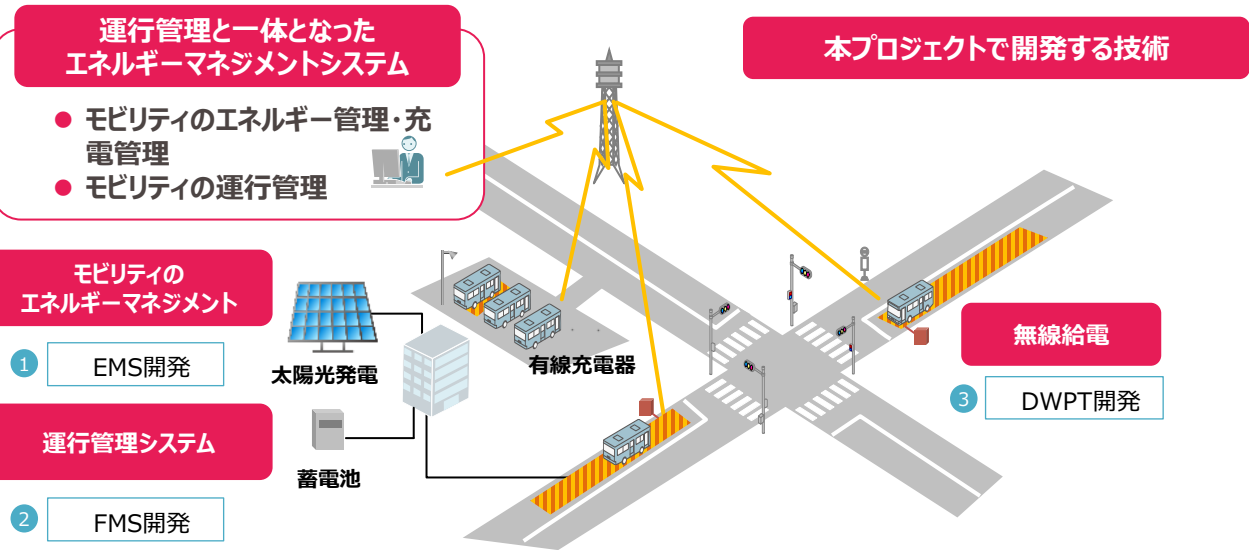 運行管理と一体となった
エネルギーマネジメントシステム
● モビリティのエネルギー管理・充
電管理
● モビリティの運行管理
本プロジェクトで開発する技術
モビリティの
エネルギーマネジメント
1 EMS開発
運行管理システム
2 FMS開発
太陽光発電
蓄電池
有線充電器
無線給電
3 DWPT開発